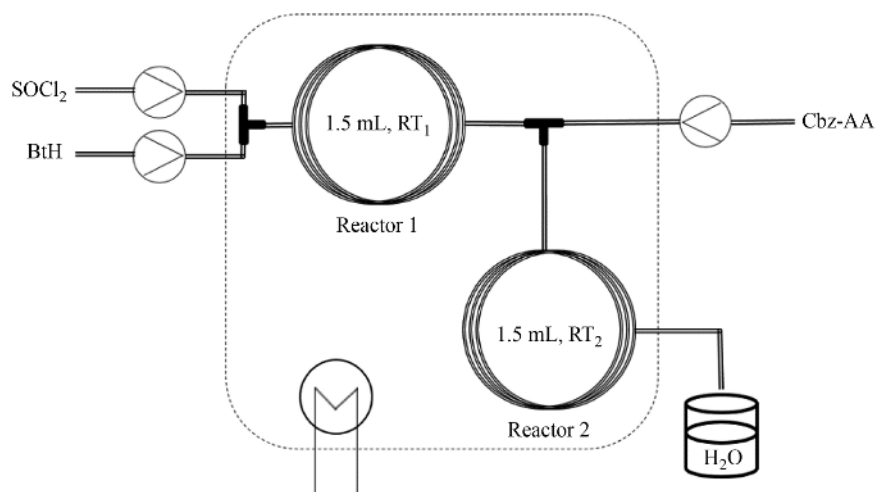 SOCl₂
BtH
1.5 mL, RT₁
Reactor 1
Cbz-AA
1.5 mL, RT₂
Reactor 2
H₂O